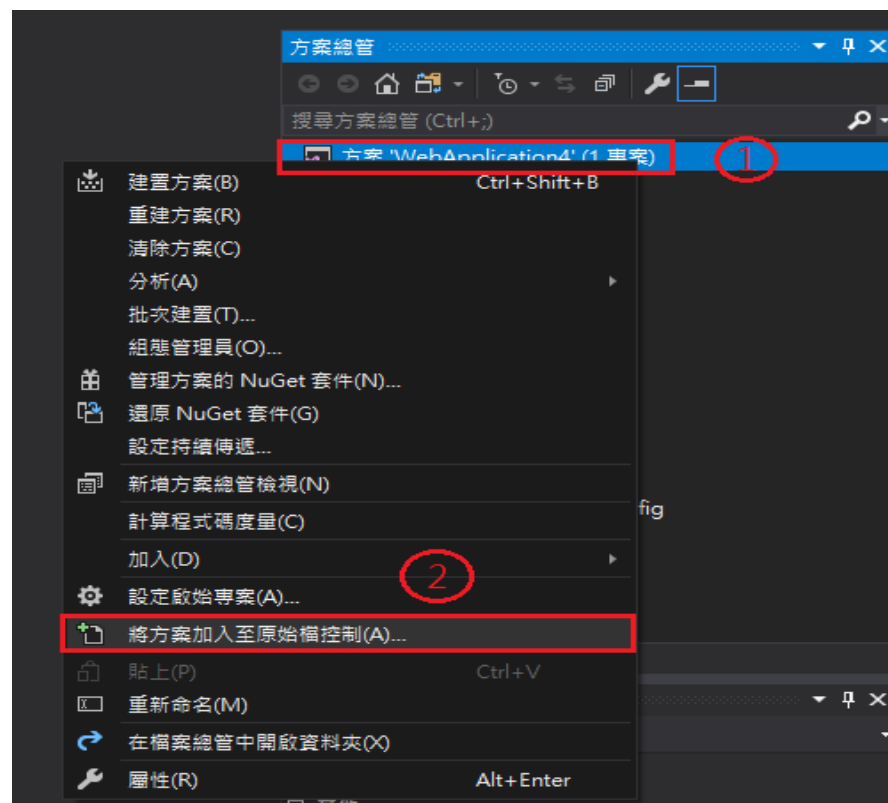 方案總管
搜尋方案總管 (Ctrl+;)
方案 'WebApplication4' (1 專案)
1
建置方案(B) Ctrl+Shift+B
重建方案(R)
清除方案(C)
分析(A)
批次建置(T)...
組態管理員(O)...
管理方案的 NuGet 套件(N)...
還原 NuGet 套件(G)
設定持續傳遞...
新增方案總管檢視(N)
fig
計算程式碼度量(C)
加入(D)
2
設定啟始專案(A)...
將方案加入至原始檔控制(A)...
貼上(P) Ctrl+V
重新命名(M)
在檔案總管中開啟資料夾(X)
屬性(R) Alt+Enter